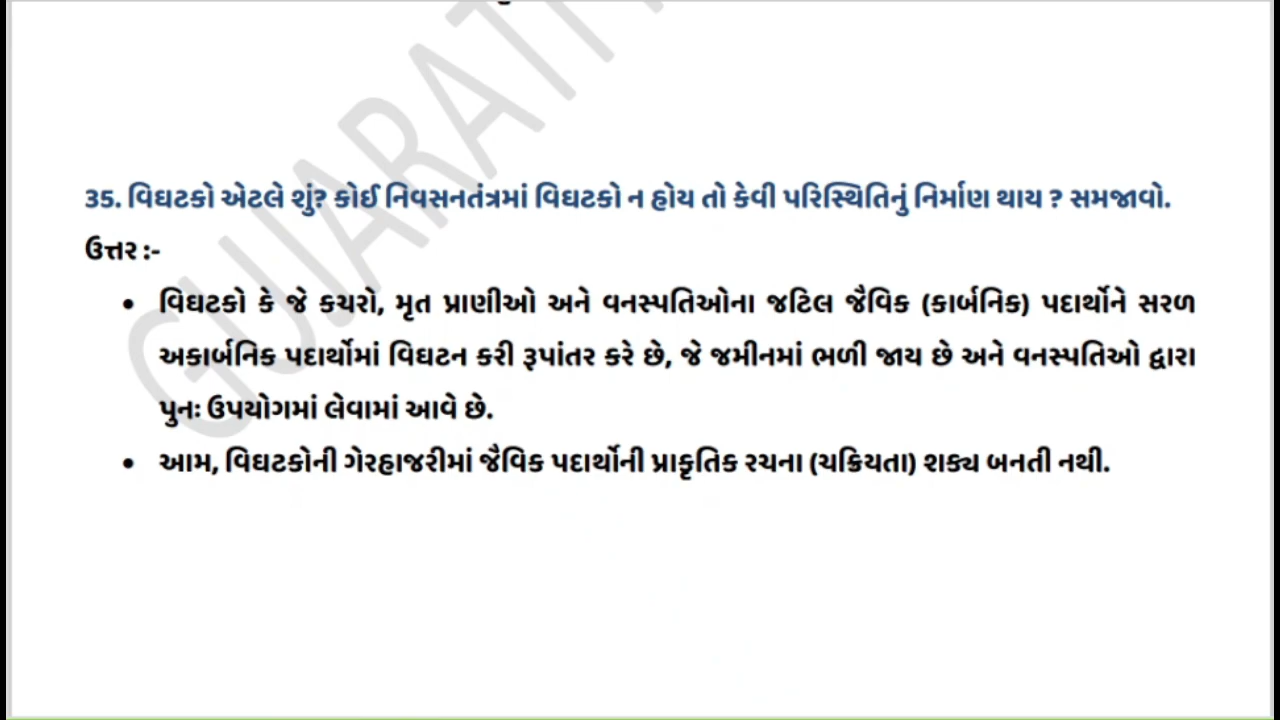 GUJARATI
35. વિઘટકો એટલે શું? કોઈ નિવસનતંત્રમાં વિઘટકો ન હોય તો કેવી પરિસ્થિતિનું નિર્માણ થાય ? સમજાવો.
ઉત્તર :-
• વિઘટકો કે જે કચરો, મૃત પ્રાણીઓ અને વનસ્પતિઓના જટિલ જૈવિક (કાર્બનિક) પદાર્થોને સરળ
અકાર્બનિક પદાર્થોમાં વિઘટન કરી રૂપાંતર કરે છે, જે જમીનમાં ભળી જાય છે અને વનસ્પતિઓ દ્વારા
પુનઃ ઉપયોગમાં લેવામાં આવે છે.
• આમ, વિઘટકોની ગેરહાજરીમાં જૈવિક પદાર્થોની પ્રાકૃતિક રચના (ચક્રિયતા) શક્ય બનતી નથી.